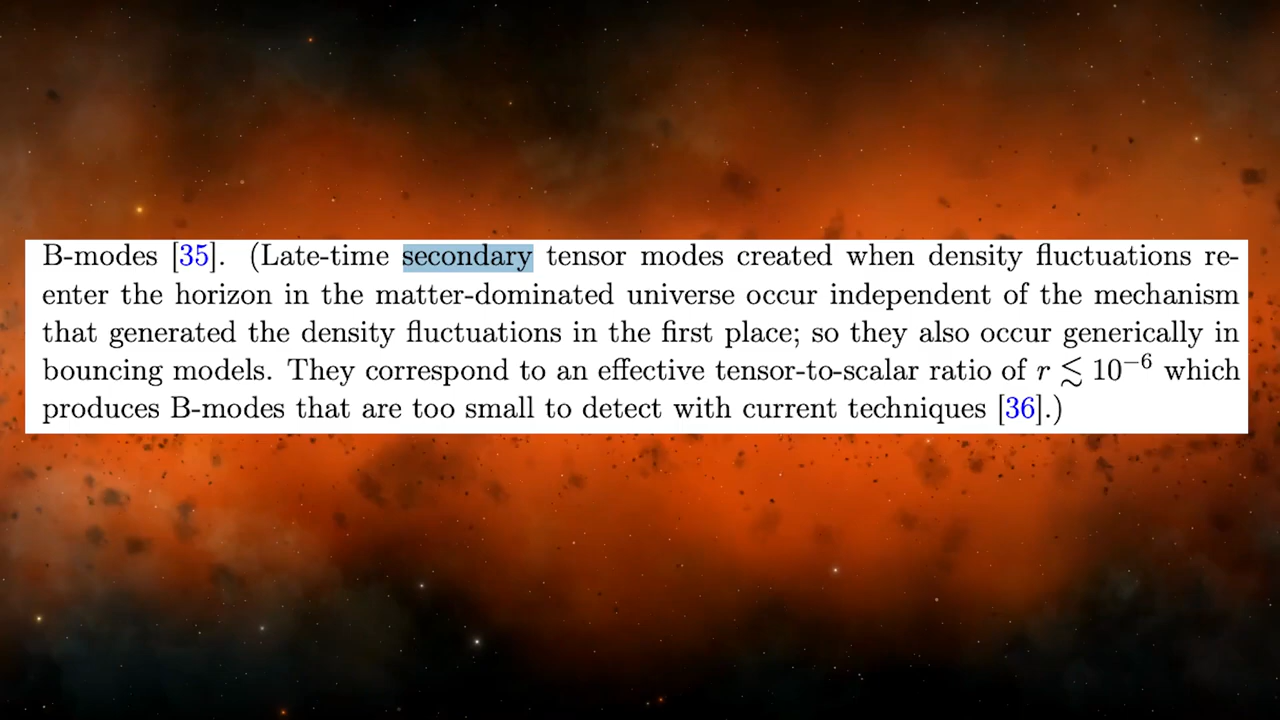 B-modes [35]. (Late-time secondary tensor modes created when density fluctuations re-
enter the horizon in the matter-dominated universe occur independent of the mechanism
that generated the density fluctuations in the first place; so they also occur generically in
bouncing models. They correspond to an effective tensor-to-scalar ratio of r ≲ 10⁻⁶ which
produces B-modes that are too small to detect with current techniques [36].)